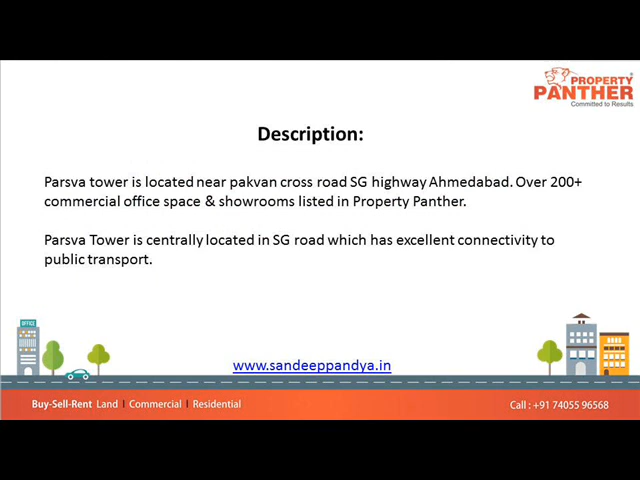 PROPERTY
PANTHER
Committed to Results
Description:
Parsva tower is located near pakvan cross road SG highway Ahmedabad. Over 200+
commercial office space & showrooms listed in Property Panther.
Parsva Tower is centrally located in SG road which has excellent connectivity to
public transport.
OFFICE
www.sandeeppandya.in
Buy-Sell-Rent Land I Commercial I Residential
Call : +91 74055 96568